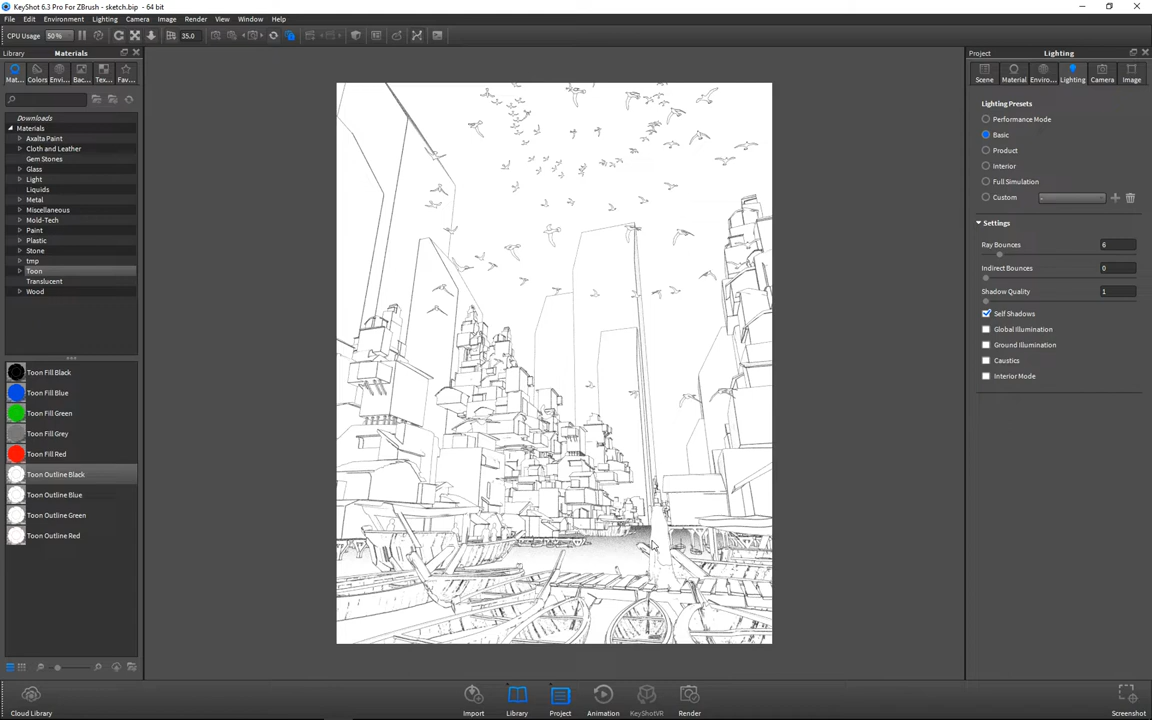 KeyShot 6.3 Pro For ZBrush - sketch.bip - 64 bit
File Edit Environment Lighting Camera Image Render View Window Help
CPU Usage 50 % 35.0
Library Materials
Mat... Colors Envi... Bac... Tex... Fav...
Downloads
Materials
Axalta Paint
Cloth and Leather
Gem Stones
Glass
Light
Liquids
Metal
Miscellaneous
Mold-Tech
Paint
Plastic
Stone
tmp
Toon
Translucent
Wood
Toon Fill Black
Toon Fill Blue
Toon Fill Green
Toon Fill Grey
Toon Fill Red
Toon Outline Black
Toon Outline Blue
Toon Outline Green
Toon Outline Red
Cloud Library
Import Library Project Animation KeyShotVR Render
Project Lighting
Scene Material Enviro... Lighting Camera Image
Lighting Presets
Performance Mode
Basic
Product
Interior
Full Simulation
Custom -
Settings
Ray Bounces 6
Indirect Bounces 0
Shadow Quality 1
Self Shadows
Global Illumination
Ground Illumination
Caustics
Interior Mode
Screenshot